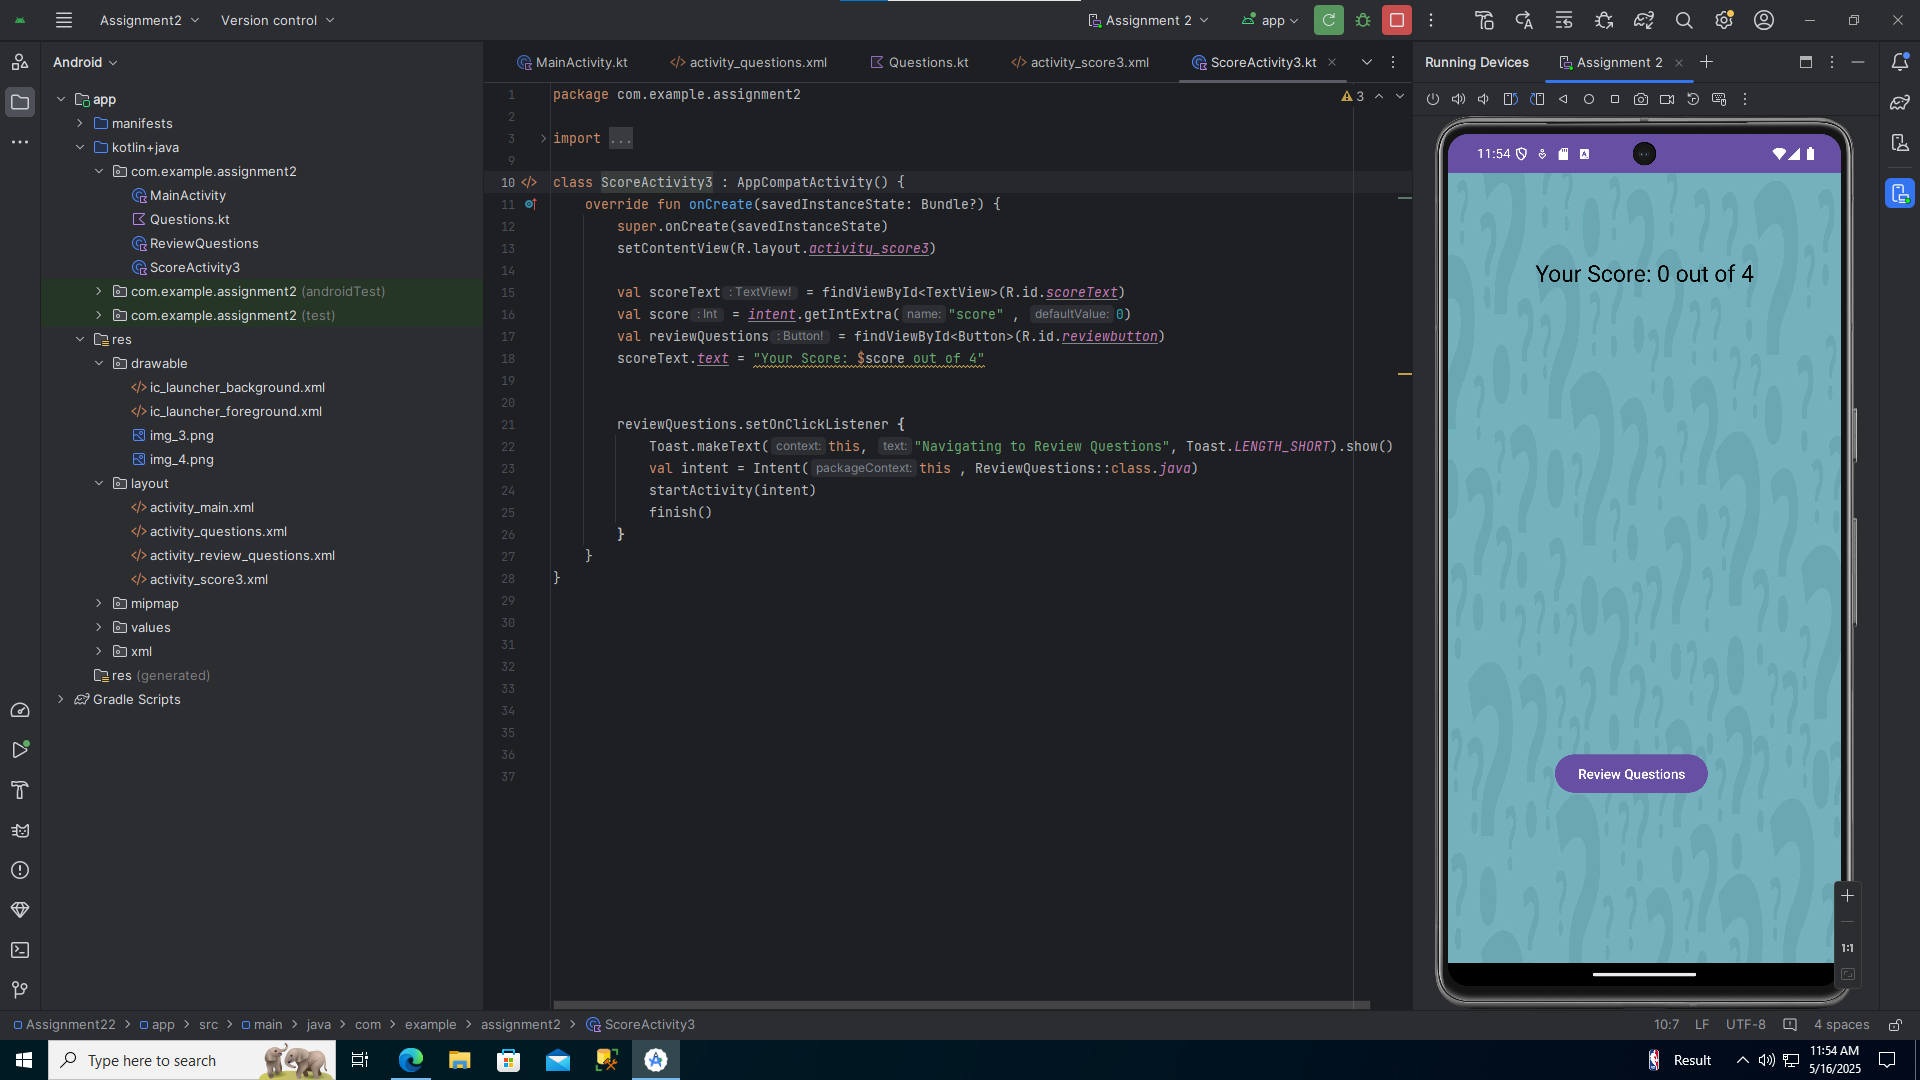 Assignment2
Version control
Assignment 2
app
Android
MainActivity.kt
activity_questions.xml
Questions.kt
activity_score3.xml
ScoreActivity3.kt
Running Devices
Assignment 2
app
manifests
kotlin+java
com.example.assignment2
MainActivity
Questions.kt
ReviewQuestions
ScoreActivity3
com.example.assignment2 (androidTest)
com.example.assignment2 (test)
res
drawable
ic_launcher_background.xml
ic_launcher_foreground.xml
img_3.png
img_4.png
layout
activity_main.xml
activity_questions.xml
activity_review_questions.xml
activity_score3.xml
mipmap
values
xml
res (generated)
Gradle Scripts
3
1 package com.example.assignment2
2
3 import ...
9
10 class ScoreActivity3 : AppCompatActivity() {
11 override fun onCreate(savedInstanceState: Bundle?) {
12 super.onCreate(savedInstanceState)
13 setContentView(R.layout.activity_score3)
14
15 val scoreText : TextView! = findViewById<TextView>(R.id.scoreText)
16 val score : Int = intent.getIntExtra( name: "score" , defaultValue: 0)
17 val reviewQuestions : Button! = findViewById<Button>(R.id.reviewbutton)
18 scoreText.text = "Your Score: $score out of 4"
19
20
21 reviewQuestions.setOnClickListener {
22 Toast.makeText( context: this, text: "Navigating to Review Questions", Toast.LENGTH_SHORT).show()
23 val intent = Intent( packageContext: this , ReviewQuestions::class.java)
24 startActivity(intent)
25 finish()
26 }
27 }
28 }
29
30
31
32
33
34
35
36
37
11:54
Your Score: 0 out of 4
Review Questions
1:1
Assignment22 > app > src > main > java > com > example > assignment2 > ScoreActivity3
10:7 LF UTF-8 4 spaces
Type here to search
Result
11:54 AM
5/16/2025